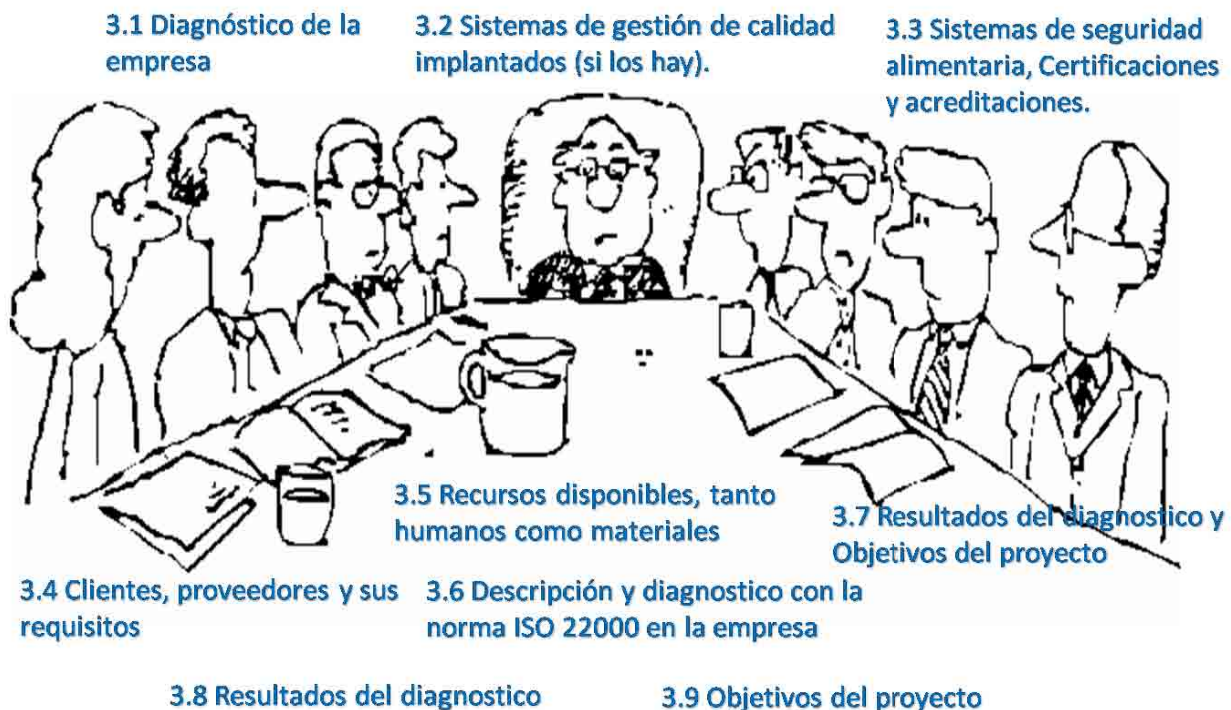 3.1 Diagnóstico de la
empresa
3.2 Sistemas de gestión de calidad
implantados (si los hay).
3.3 Sistemas de seguridad
alimentaria, Certificaciones
y acreditaciones.
3.4 Clientes, proveedores y sus
requisitos
3.5 Recursos disponibles, tanto
humanos como materiales
3.6 Descripción y diagnostico con la
norma ISO 22000 en la empresa
3.7 Resultados del diagnostico y
Objetivos del proyecto
3.8 Resultados del diagnostico
3.9 Objetivos del proyecto